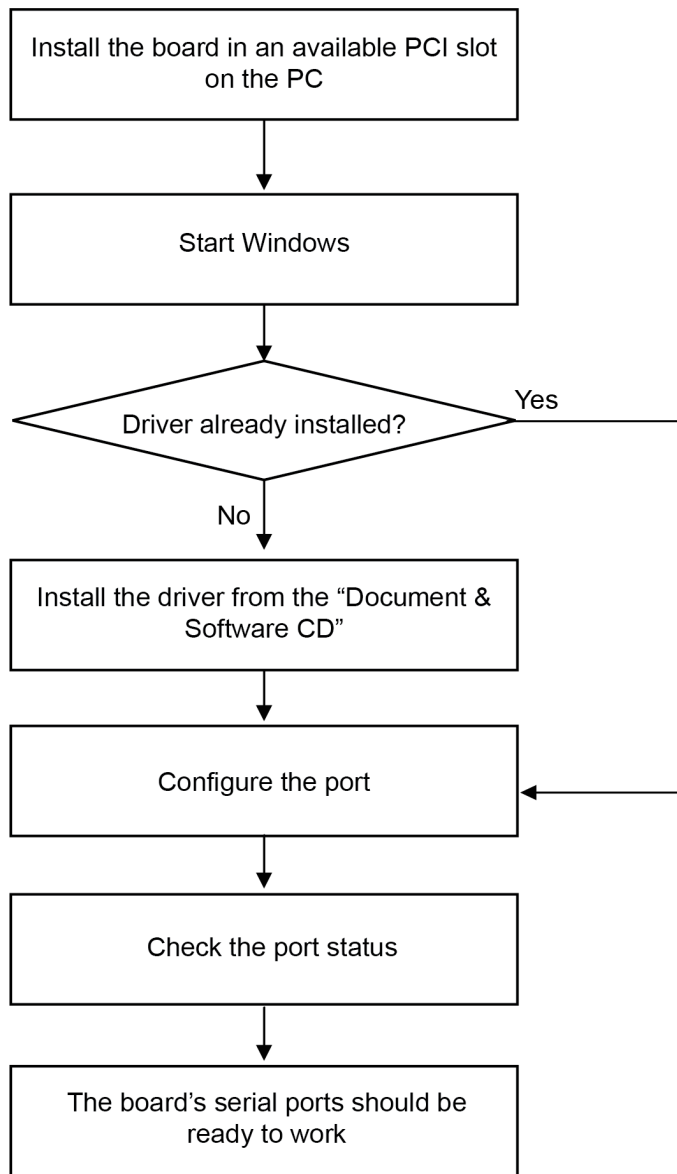 Install the board in an available PCI slot
on the PC
Start Windows
Driver already installed?
Yes
No
Install the driver from the “Document &
Software CD”
Configure the port
Check the port status
The board’s serial ports should be
ready to work